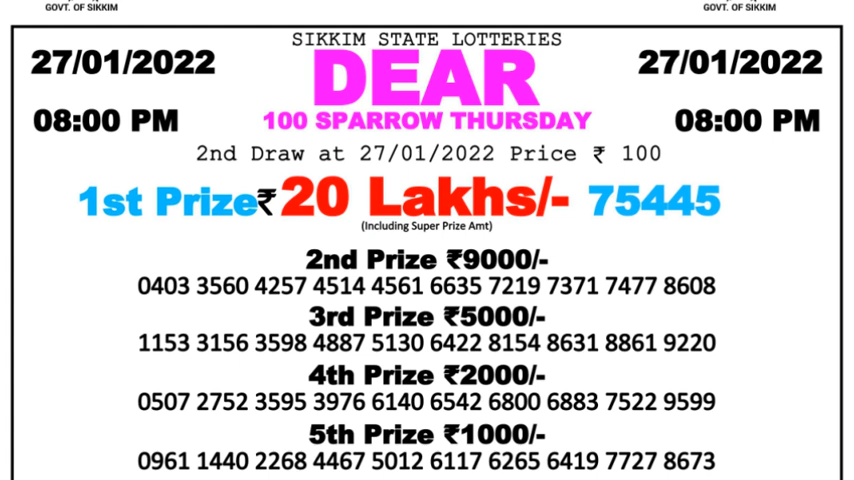 GOVT. OF SIKKIM GOVT. OF SIKKIM
SIKKIM STATE LOTTERIES
27/01/2022 DEAR 27/01/2022
08:00 PM 100 SPARROW THURSDAY 08:00 PM
2nd Draw at 27/01/2022 Price ₹ 100
1st Prize₹20 Lakhs/- 75445
(Including Super Prize Amt)
2nd Prize ₹9000/-
0403 3560 4257 4514 4561 6635 7219 7371 7477 8608
3rd Prize ₹5000/-
1153 3156 3598 4887 5130 6422 8154 8631 8861 9220
4th Prize ₹2000/-
0507 2752 3595 3976 6140 6542 6800 6883 7522 9599
5th Prize ₹1000/-
0961 1440 2268 4467 5012 6117 6265 6419 7727 8673